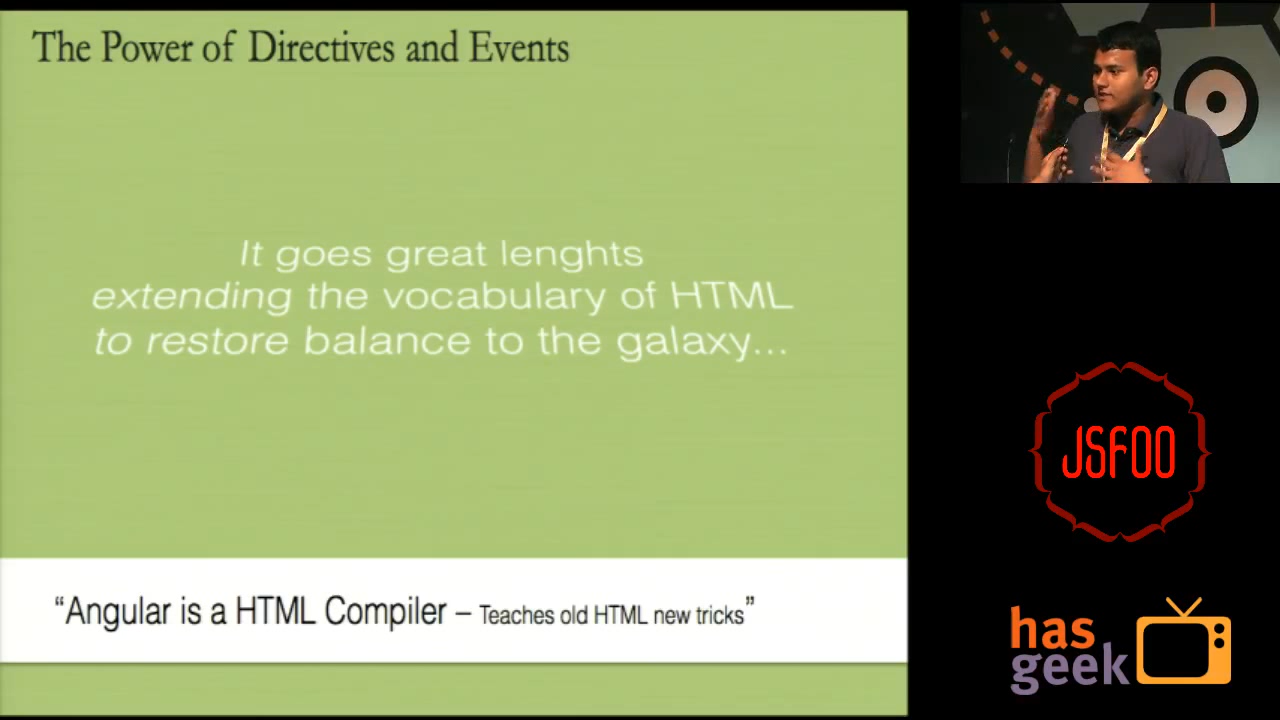 The Power of Directives and Events
It goes great lenghts
extending the vocabulary of HTML
to restore balance to the galaxy...
“Angular is a HTML Compiler – Teaches old HTML new tricks”
JSFOO
has
geek